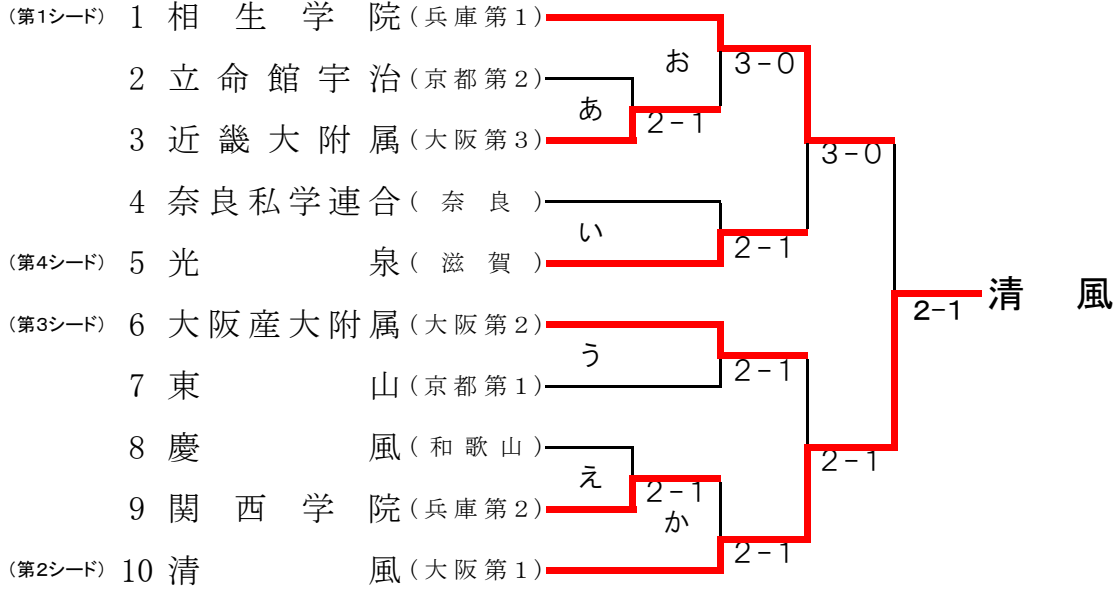 (第1シード) 1 相生学院(兵庫第1)
お 3-0
2 立命館宇治(京都第2)
あ 2-1
3 近畿大附属(大阪第3)
3-0
4 奈良私学連合(奈良)
い 2-1
(第4シード) 5 光泉(滋賀)
2-1 清風
(第3シード) 6 大阪産大附属(大阪第2)
う 2-1
7 東山(京都第1)
8 慶風(和歌山)
2-1
え 2-1
9 関西学院(兵庫第2)
か 2-1
(第2シード) 10 清風(大阪第1)